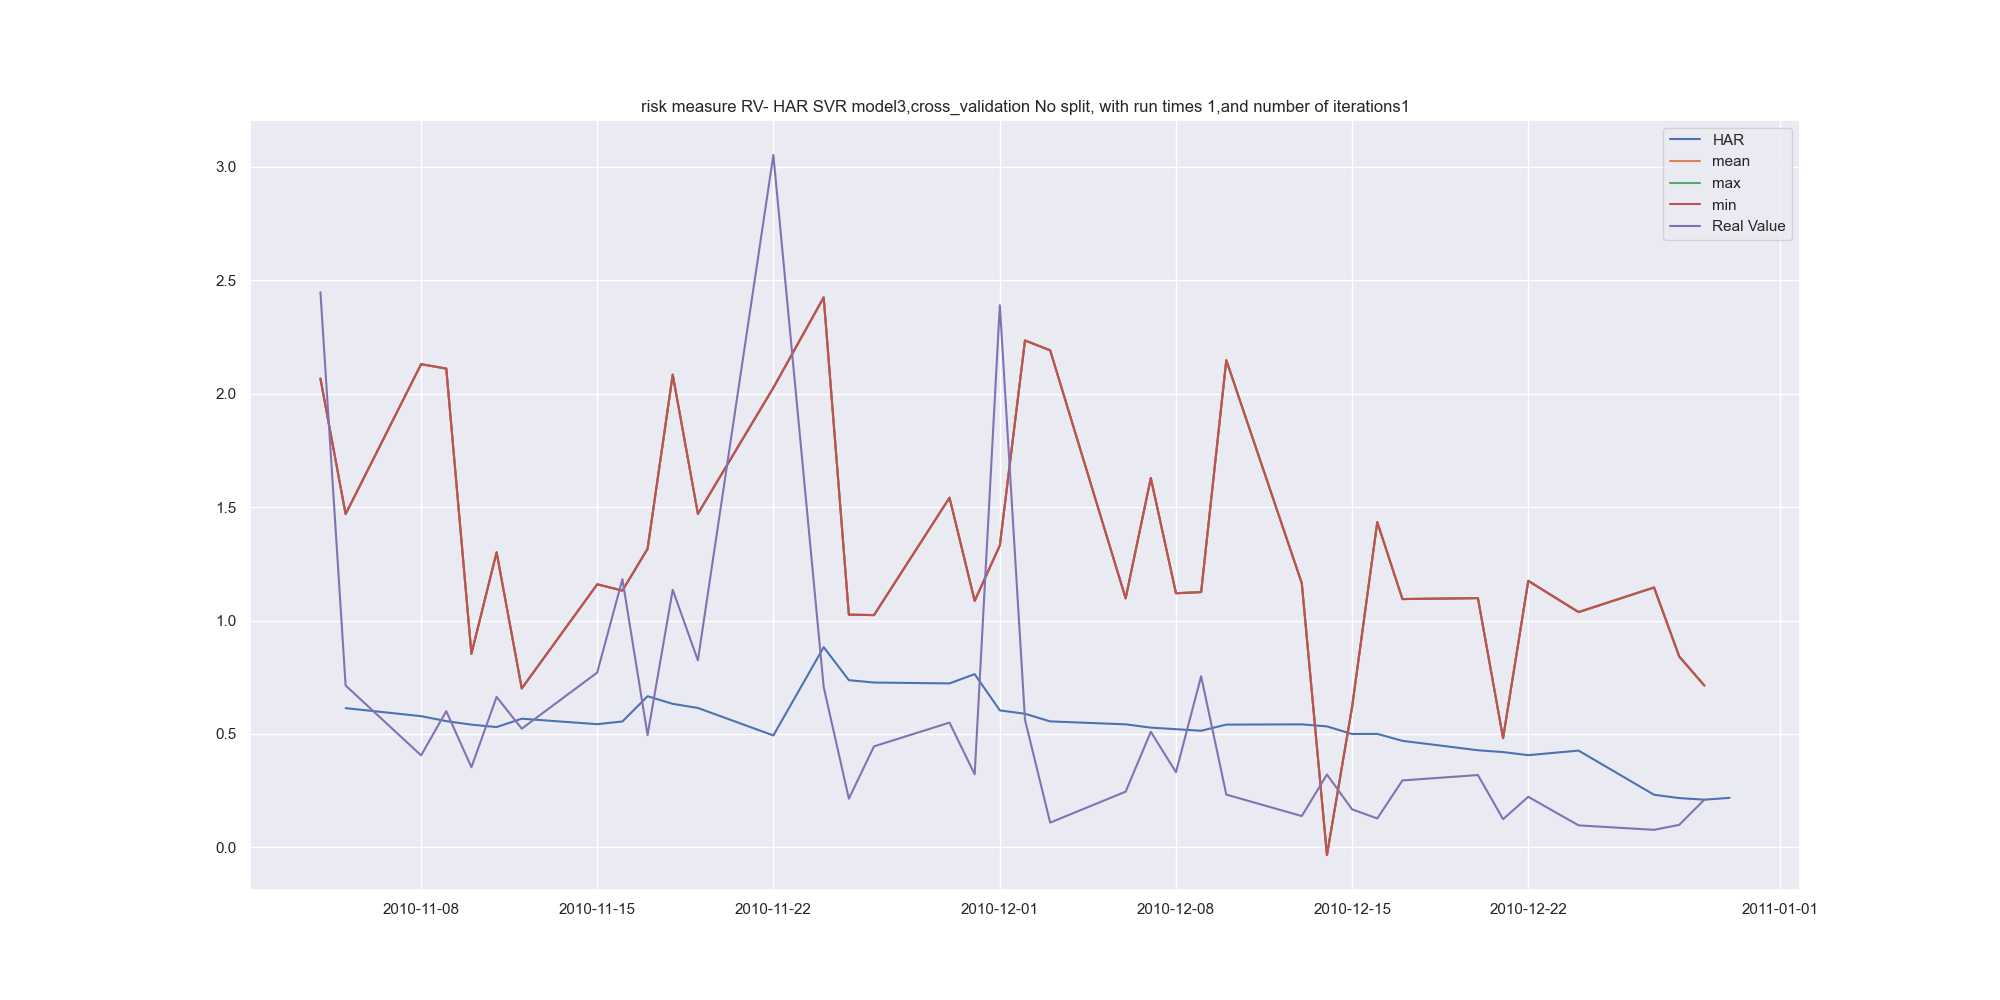 risk measure RV- HAR SVR model3,cross_validation No split, with run times 1,and number of iterations1
HAR
mean
max
min
Real Value
3.0
2.5
2.0
1.5
1.0
0.5
0.0
2010-11-08
2010-11-15
2010-11-22
2010-12-01
2010-12-08
2010-12-15
2010-12-22
2011-01-01